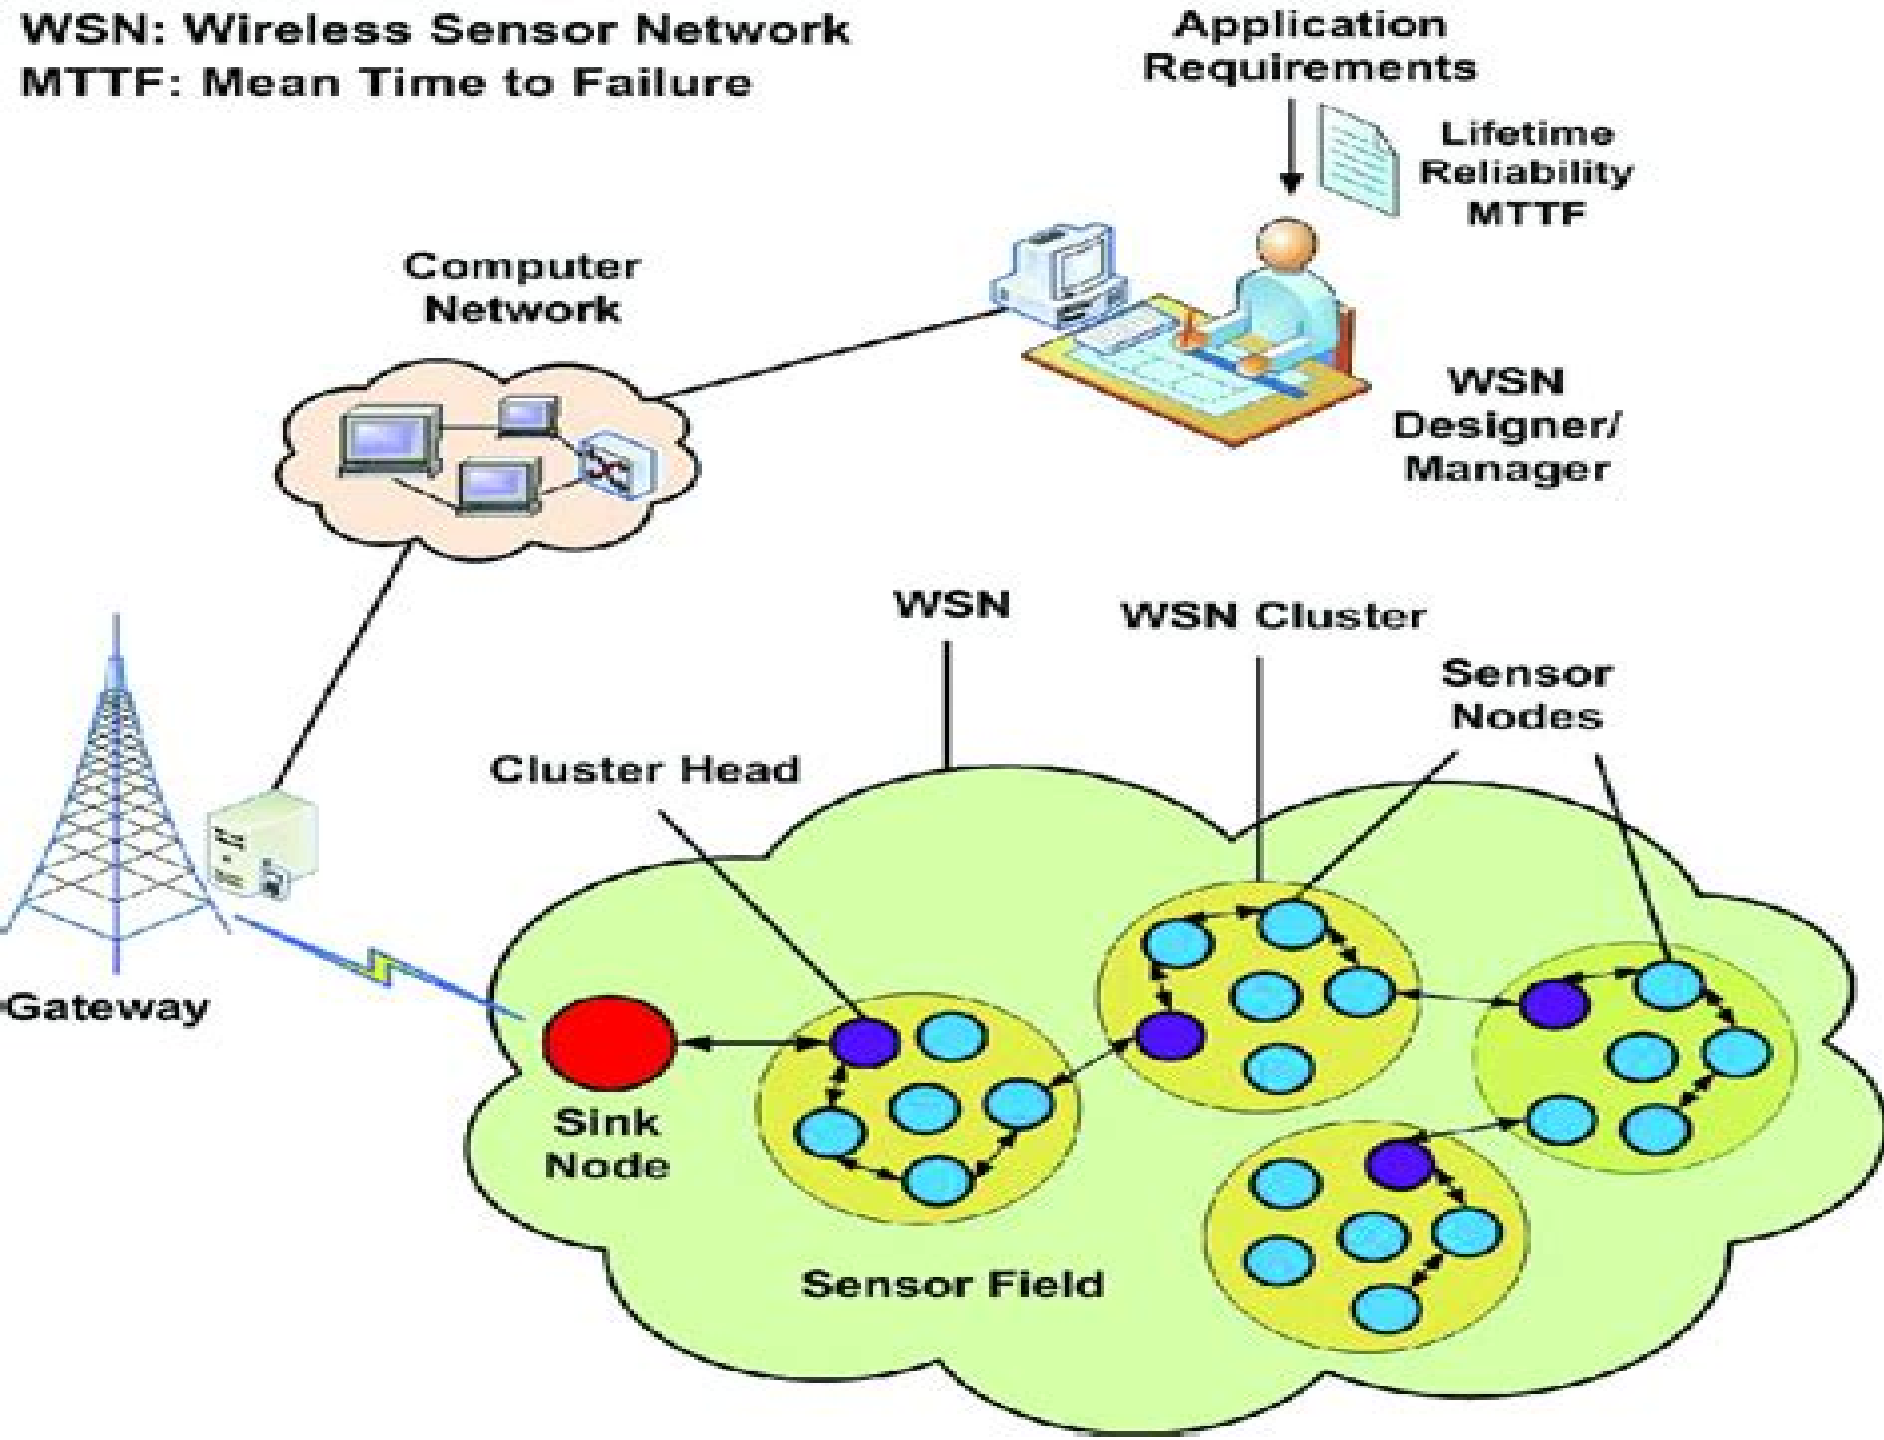 WSN: Wireless Sensor Network
MTTF: Mean Time to Failure
Application
Requirements
Lifetime
Reliability
MTTF
Computer
Network
WSN
Designer/
Manager
WSN
WSN Cluster
Sensor
Nodes
Cluster Head
Gateway
Sink
Node
Sensor Field